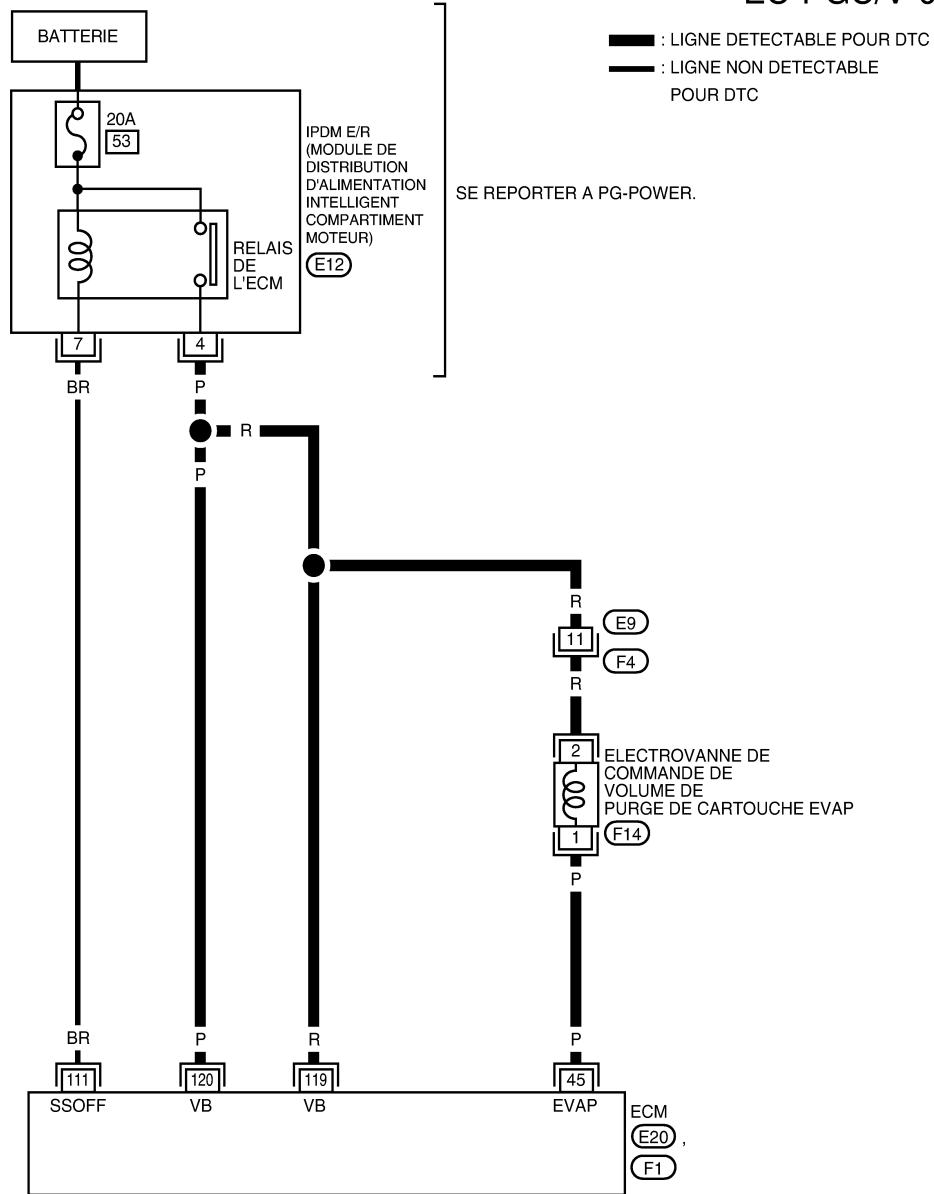 BATTERIE
: LIGNE DETECTABLE POUR DTC
: LIGNE NON DETECTABLE
POUR DTC
20A
53
IPDM E/R
(MODULE DE
DISTRIBUTION
D'ALIMENTATION
INTELLIGENT
COMPARTIMENT
MOTEUR)
E12
SE REPORTER A PG-POWER.
RELAIS
DE
L'ECM
7
4
BR
P
R
P
R
11
E9
F4
R
2
ELECTROVANNE DE
COMMANDE DE
VOLUME DE
PURGE DE CARTOUCHE EVAP
1
F14
P
BR
P
R
P
111
120
119
45
SSOFF
VB
VB
EVAP
ECM
E20 ,
F1